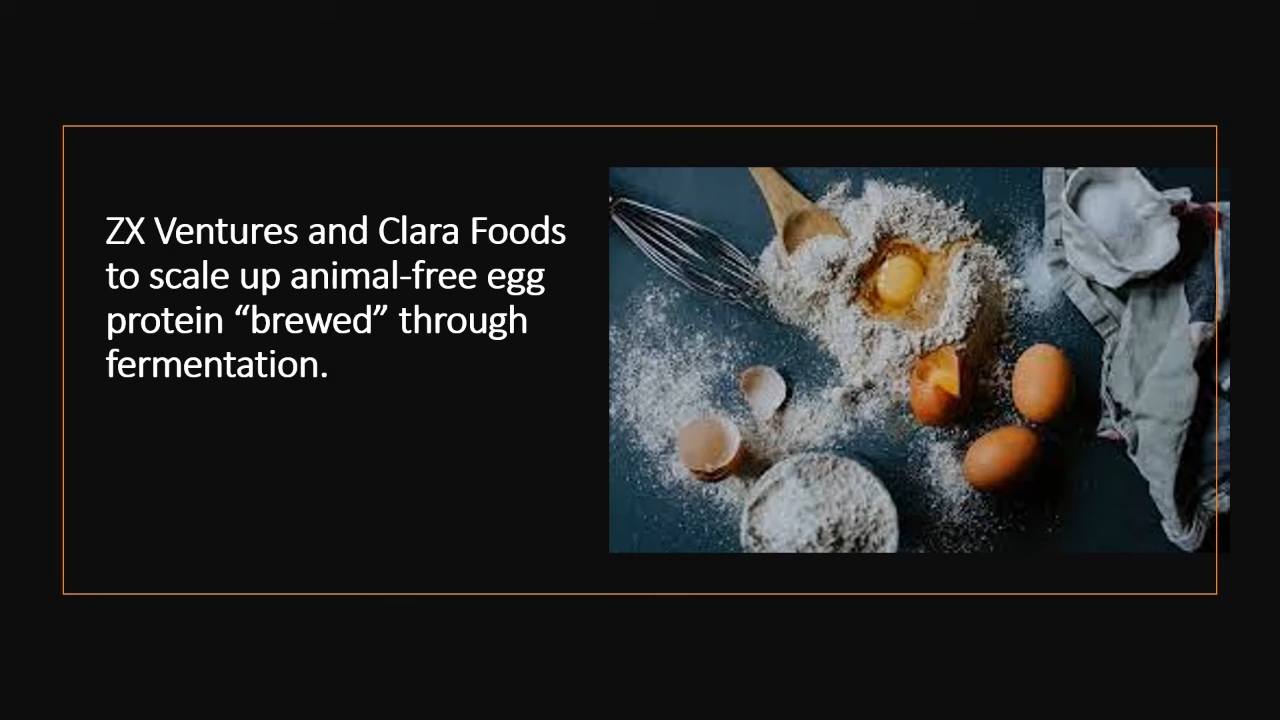 ZX Ventures and Clara Foods
to scale up animal-free egg
protein “brewed” through
fermentation.